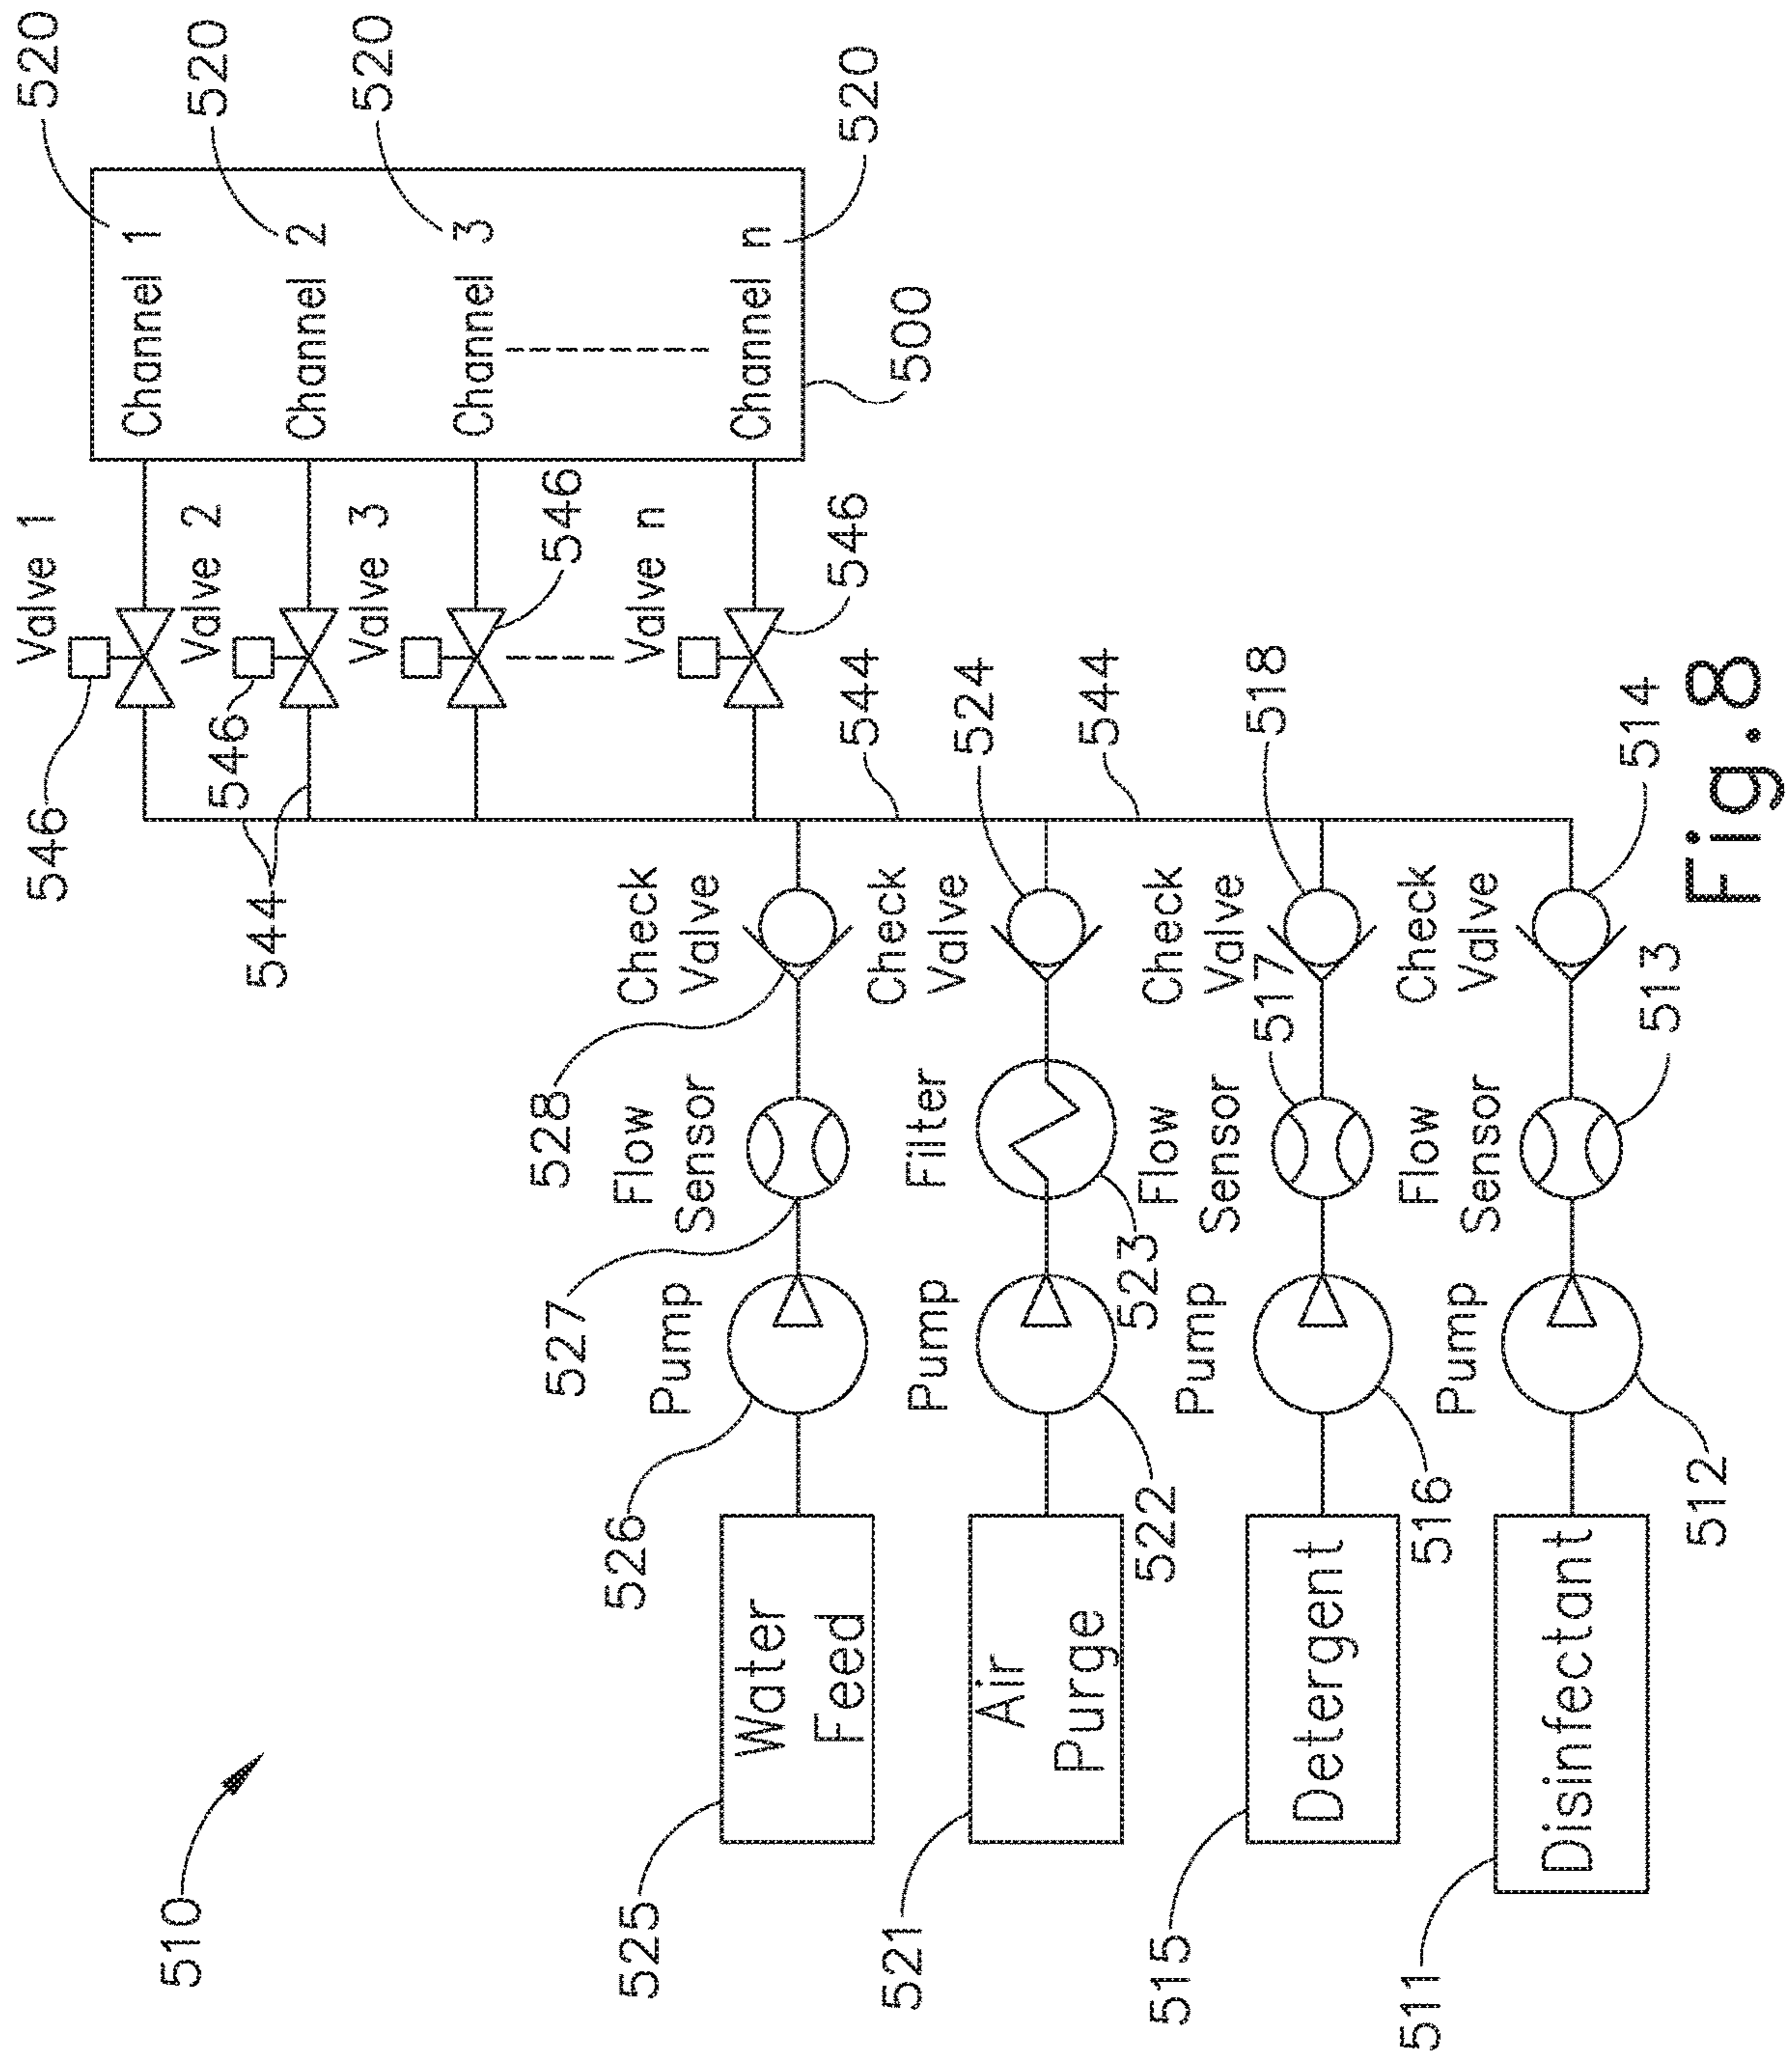 510
525
Water
Feed
526
Pump
527
Flow
Sensor
528
Check
Valve
521
Air
Purge
522
Pump
523
Filter
524
Check
Valve
515
Detergent
516
Pump
517
Flow
Sensor
518
Check
Valve
511
Disinfectant
512
Pump
513
Flow
Sensor
514
Check
Valve
544
544
544
546
Valve 1
546
Valve 2
Valve 3
546
Valve n
546
Channel 1
520
Channel 2
520
Channel 3
520
Channel n
520
500
Fig.8